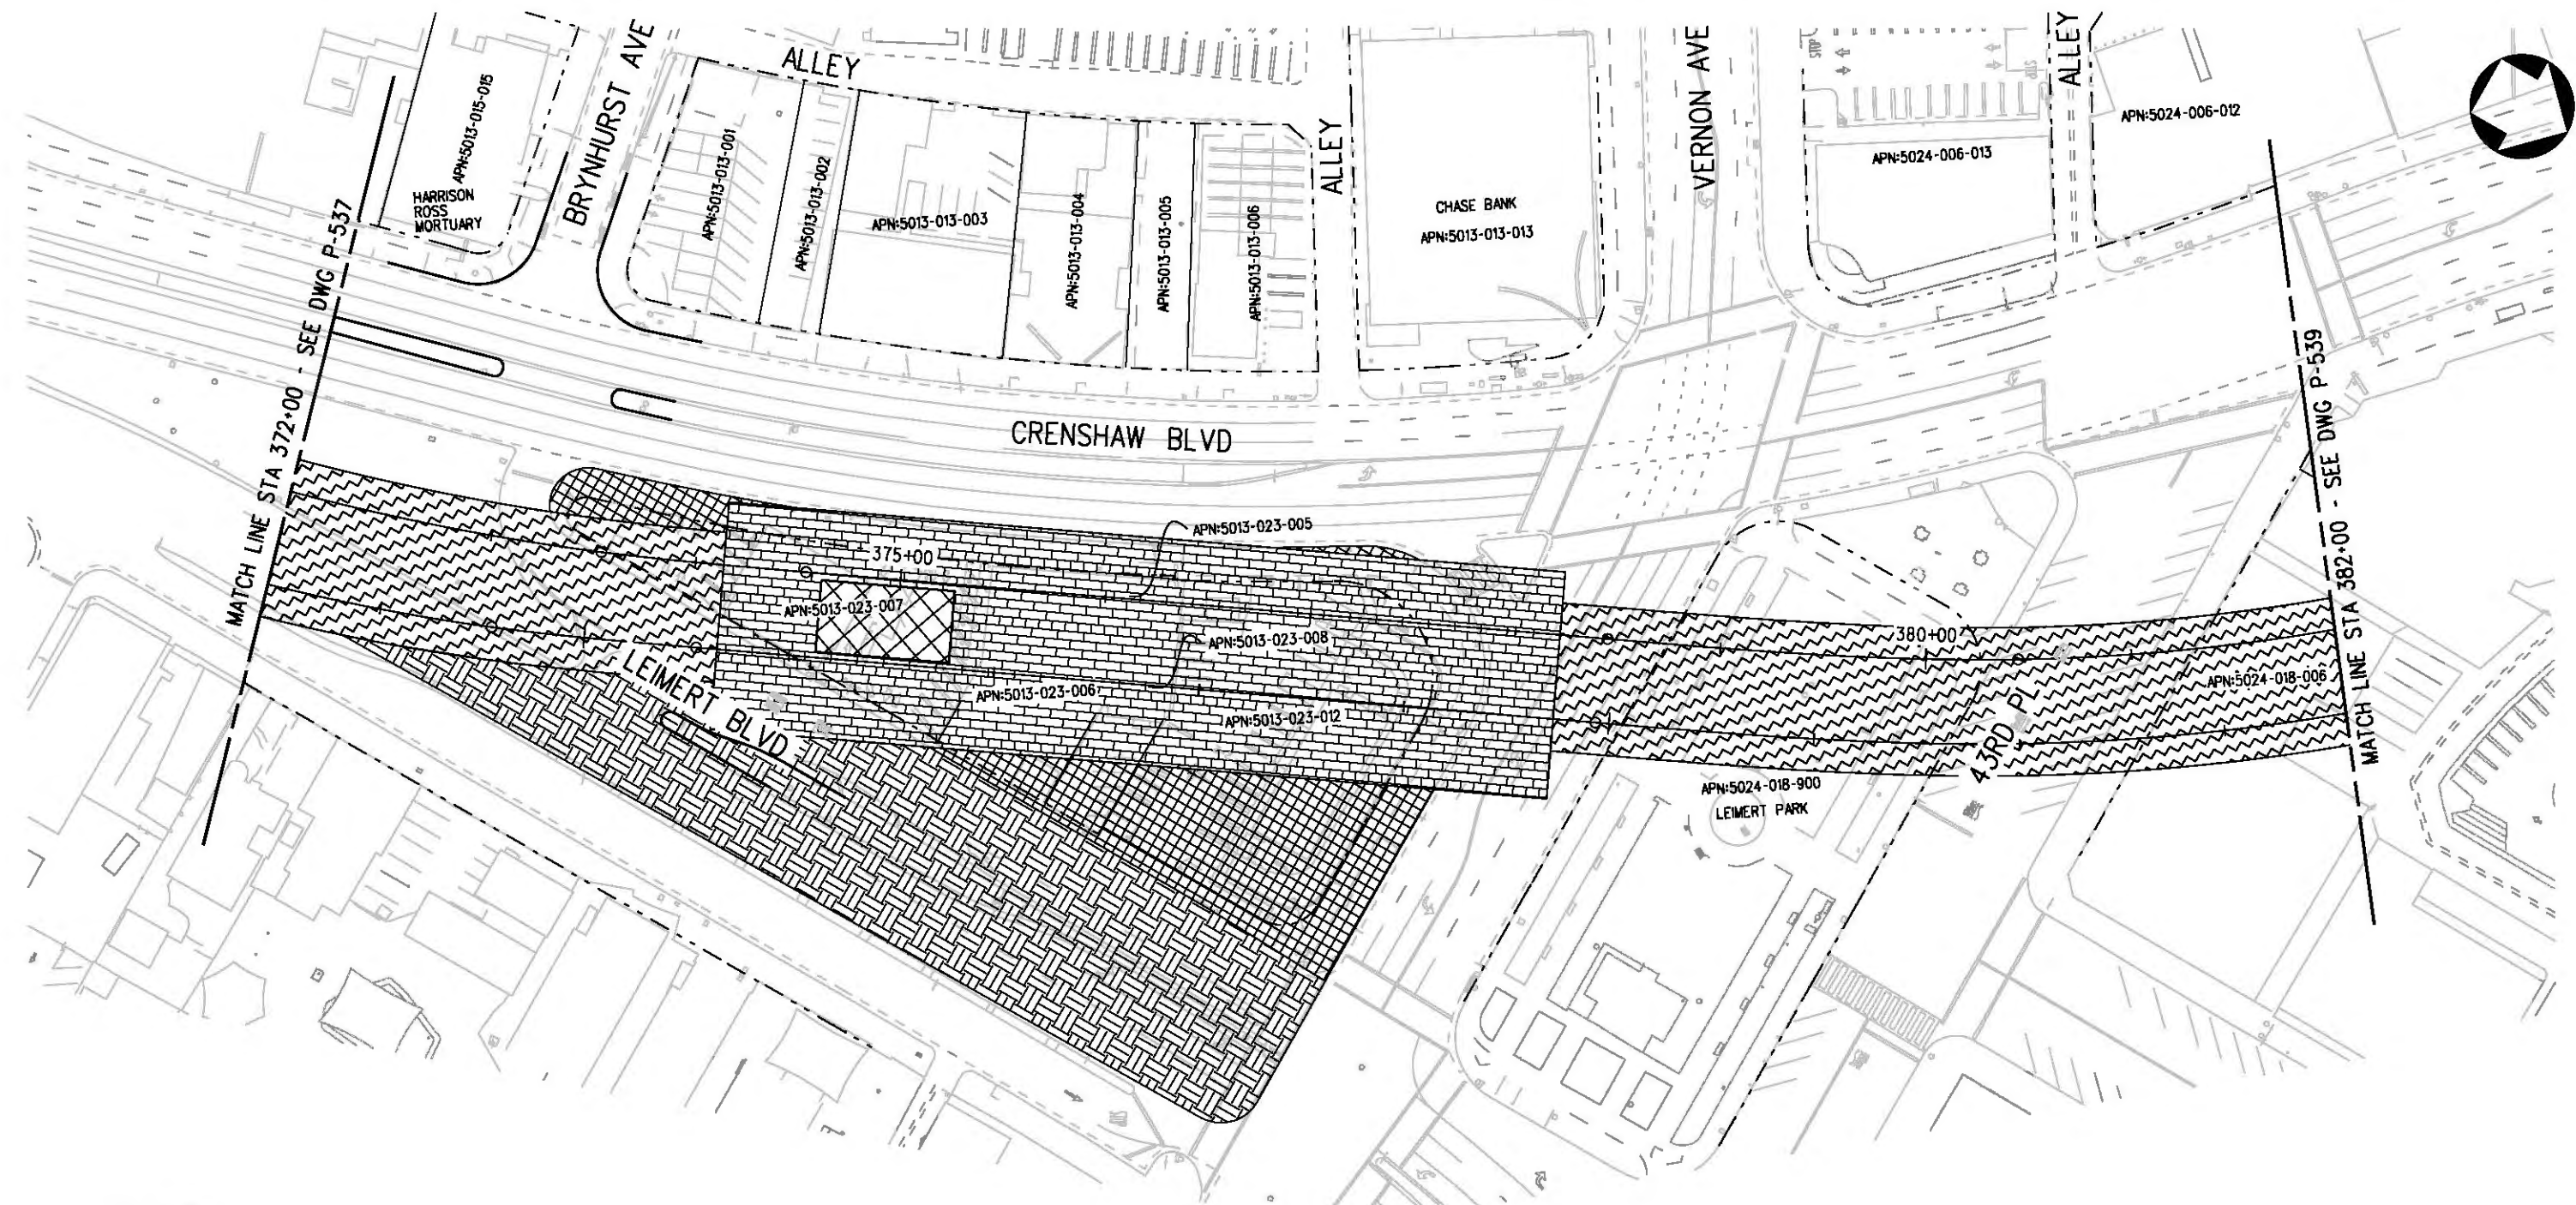 ALLEY
BRYNHURST AVE
APN:5013-015-015
HARRISON
ROSS
MORTUARY
APN:5013-013-001
APN:5013-013-002
APN:5013-013-003
APN:5013-013-004
APN:5013-013-005
APN:5013-013-006
ALLEY
CHASE BANK
APN:5013-013-013
VERNON AVE
STOP
STOP
ALLEY
APN:5024-006-012
APN:5024-006-013
MATCH LINE STA 372+00 - SEE DWG P-537
CRENSHAW BLVD
MATCH LINE STA 382+00 - SEE DWG P-539
375+00
APN:5013-023-005
APN:5013-023-007
APN:5013-023-008
LEIMERT BLVD
APN:5013-023-006
APN:5013-023-012
380+00
APN:5024-018-006
43RD PL
APN:5024-018-900
LEIMERT PARK